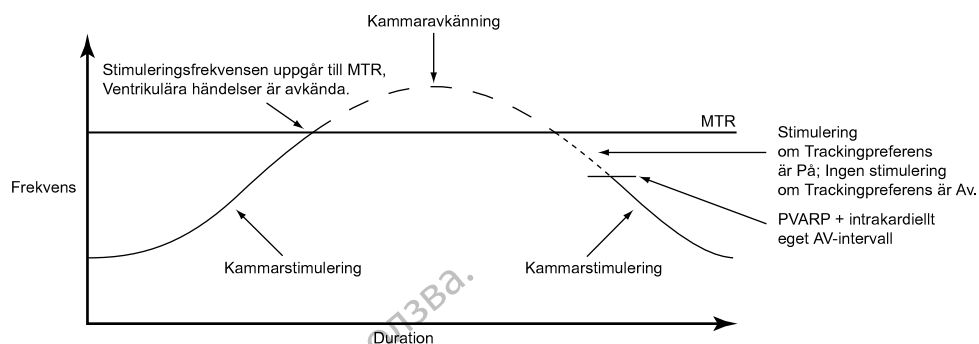 Kammaravkänning
Stimuleringsfrekvensen uppgår till MTR,
Ventrikulära händelser är avkända.
MTR
Stimulering
om Trackingpreferens
är På; Ingen stimulering
om Trackingpreferens är Av.
Frekvens
PVARP + intrakardiellt
eget AV-intervall
Kammarstimulering
Kammarstimulering
Duration